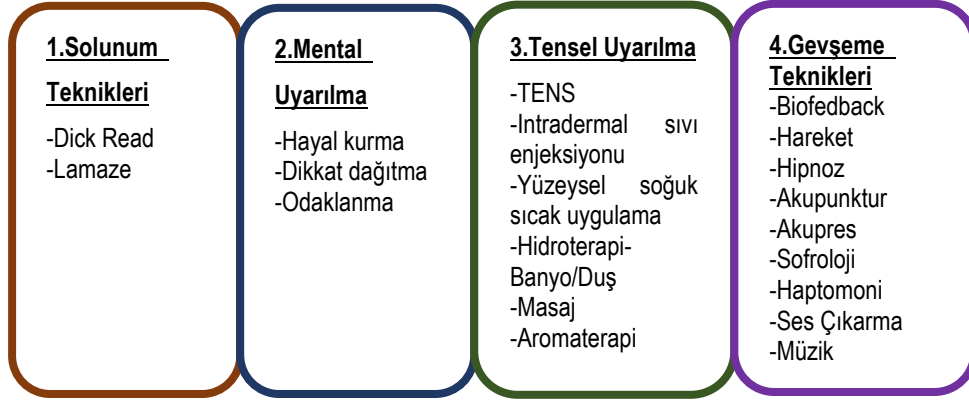 1.Solunum
Teknikleri
-Dick Read
-Lamaze
2.Mental
Uyarılma
-Hayal kurma
-Dikkat dağıtma
-Odaklanma
3.Tensel Uyarılma
-TENS
-Intradermal sıvı
enjeksiyonu
-Yüzeysel soğuk
sıcak uygulama
-Hidroterapi-
Banyo/Duş
-Masaj
-Aromaterapi
4.Gevşeme
Teknikleri
-Biofedback
-Hareket
-Hipnoz
-Akupunktur
-Akupres
-Sofroloji
-Haptomoni
-Ses Çıkarma
-Müzik